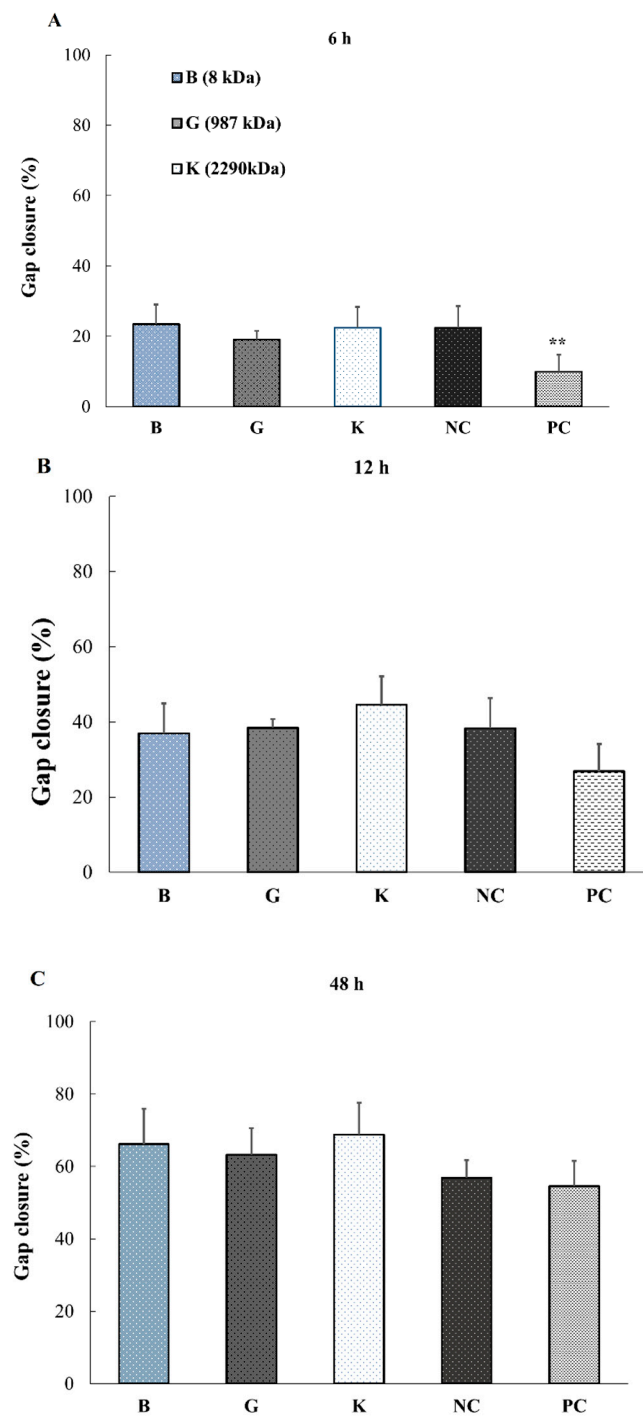 A
6 h
100
80
60
40
20
0
Gap closure (%)
B (8 kDa)
G (987 kDa)
K (2290kDa)
**
B G K NC PC
B
12 h
100
80
60
40
20
0
Gap closure (%)
B G K NC PC
C
48 h
100
80
60
40
20
0
Gap closure (%)
B G K NC PC